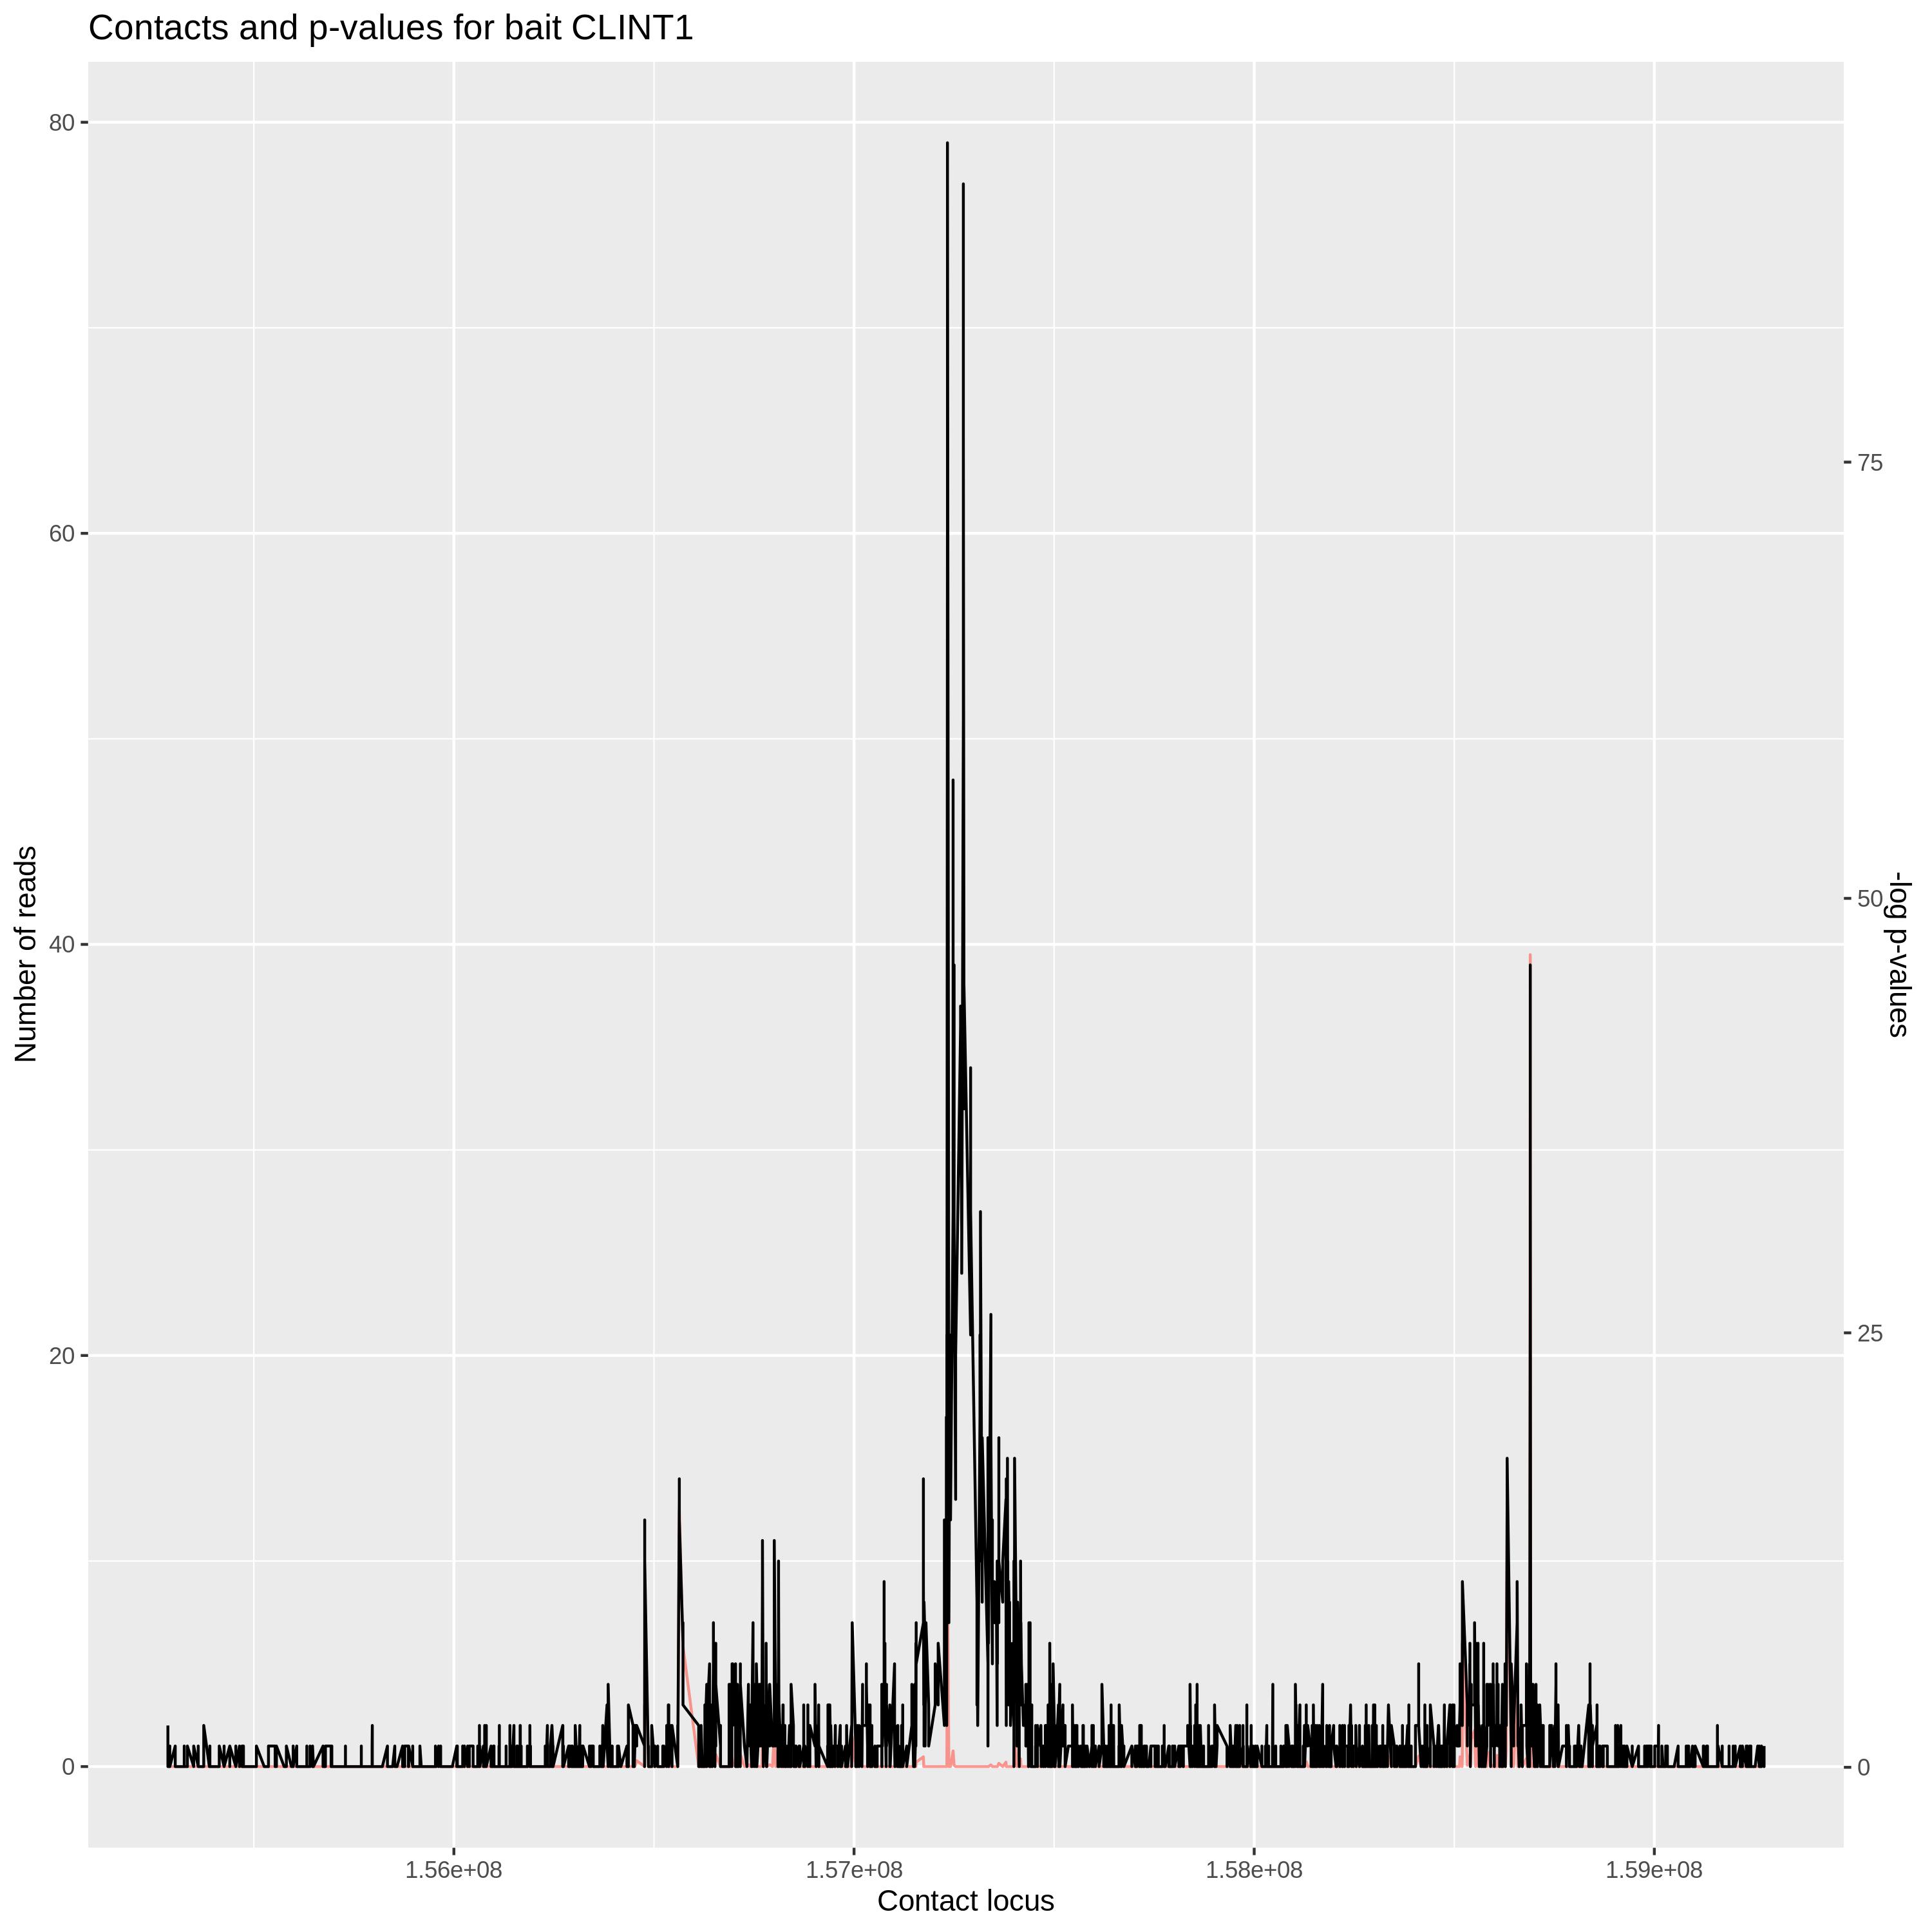 Contacts and p-values for bait CLINT1
80
60
40
20
0
Number of reads
75
50
25
0
-log p-values
1.56e+08
1.57e+08
1.58e+08
1.59e+08
Contact locus